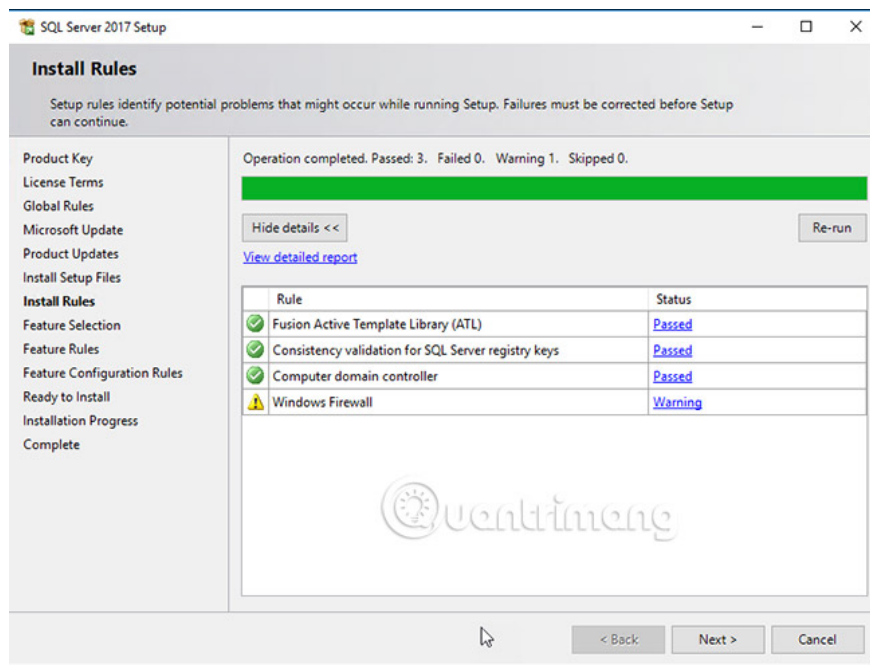 SQL Server 2017 Setup
Install Rules
Setup rules identify potential problems that might occur while running Setup. Failures must be corrected before Setup
can continue.
Product Key
License Terms
Global Rules
Microsoft Update
Product Updates
Install Setup Files
Install Rules
Feature Selection
Feature Rules
Feature Configuration Rules
Ready to Install
Installation Progress
Complete
Operation completed. Passed: 3. Failed 0. Warning 1. Skipped 0.
Hide details <<
Re-run
View detailed report
Rule Status
Fusion Active Template Library (ATL) Passed
Consistency validation for SQL Server registry keys Passed
Computer domain controller Passed
Windows Firewall Warning
Quantrimang
< Back Next > Cancel